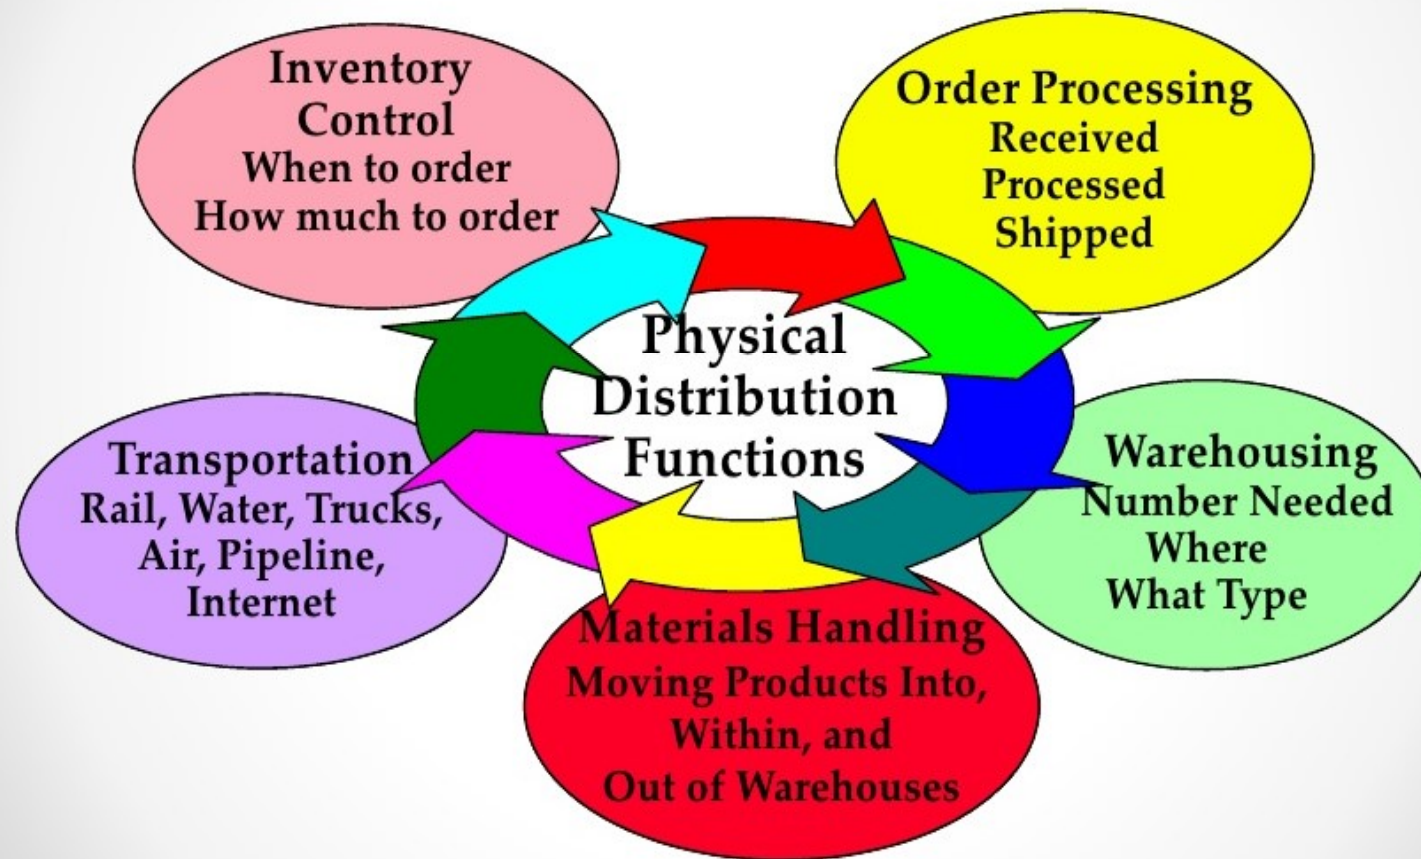 Inventory
Control
When to order
How much to order
Order Processing
Received
Processed
Shipped
Physical
Distribution
Functions
Transportation
Rail, Water, Trucks,
Air, Pipeline,
Internet
Warehousing
Number Needed
Where
What Type
Materials Handling
Moving Products Into,
Within, and
Out of Warehouses